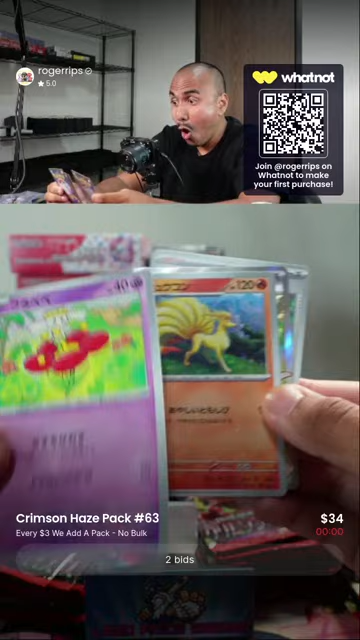 rogerrips
5.0
whatnot
Join @rogerrips on
Whatnot to make
your first purchase!
40
120
Crimson Haze Pack #63
$34
Every $3 We Add A Pack - No Bulk
00:00
2 bids